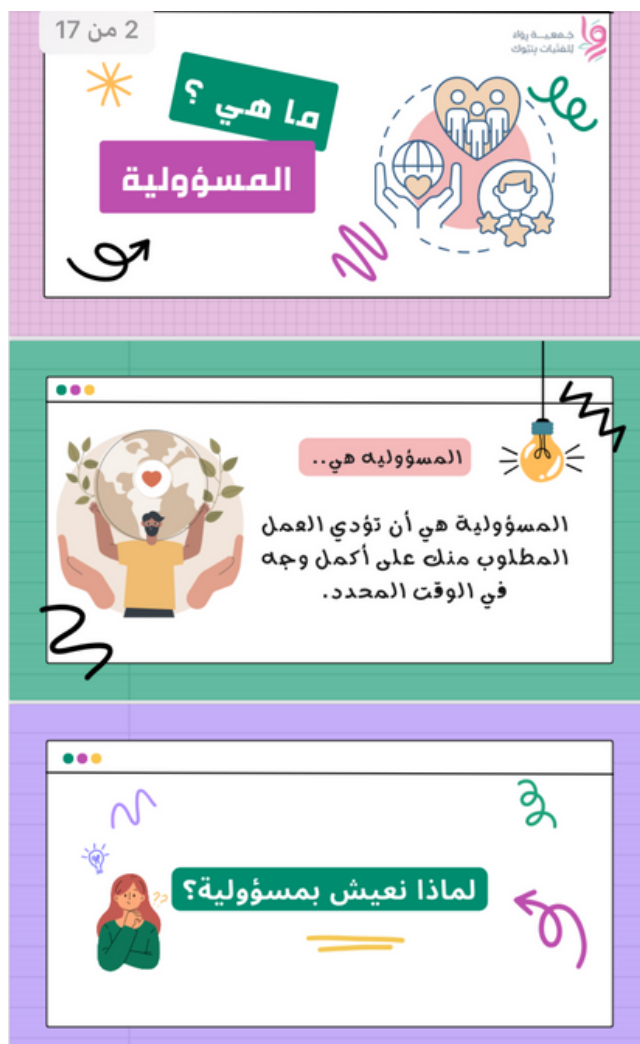 2 من 17
جمعية رواء
للفتيات بتبوك
ما هي ؟
المسؤولية
المسؤوليه هي..
المسؤولية هي أن تؤدي العمل
المطلوب منك على أكمل وجه
في الوقت المحدد.
??
لماذا نعيش بمسؤولية؟